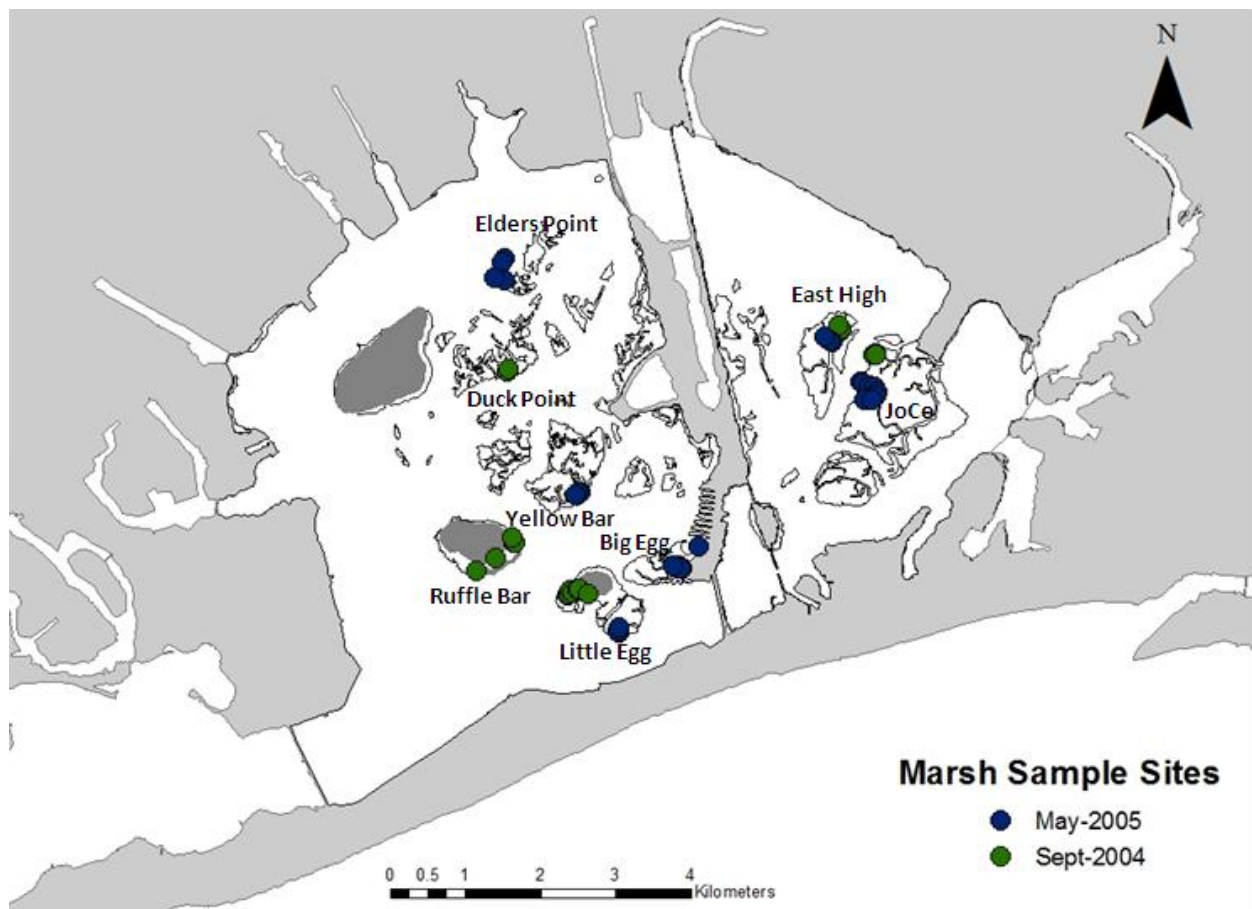 N
Elders Point
East High
Duck Point
JoCo
Yellow Bar
Big Egg
Ruffle Bar
Little Egg
Marsh Sample Sites
May-2005
Sept-2004
0 0.5 1 2 3 4
Kilometers